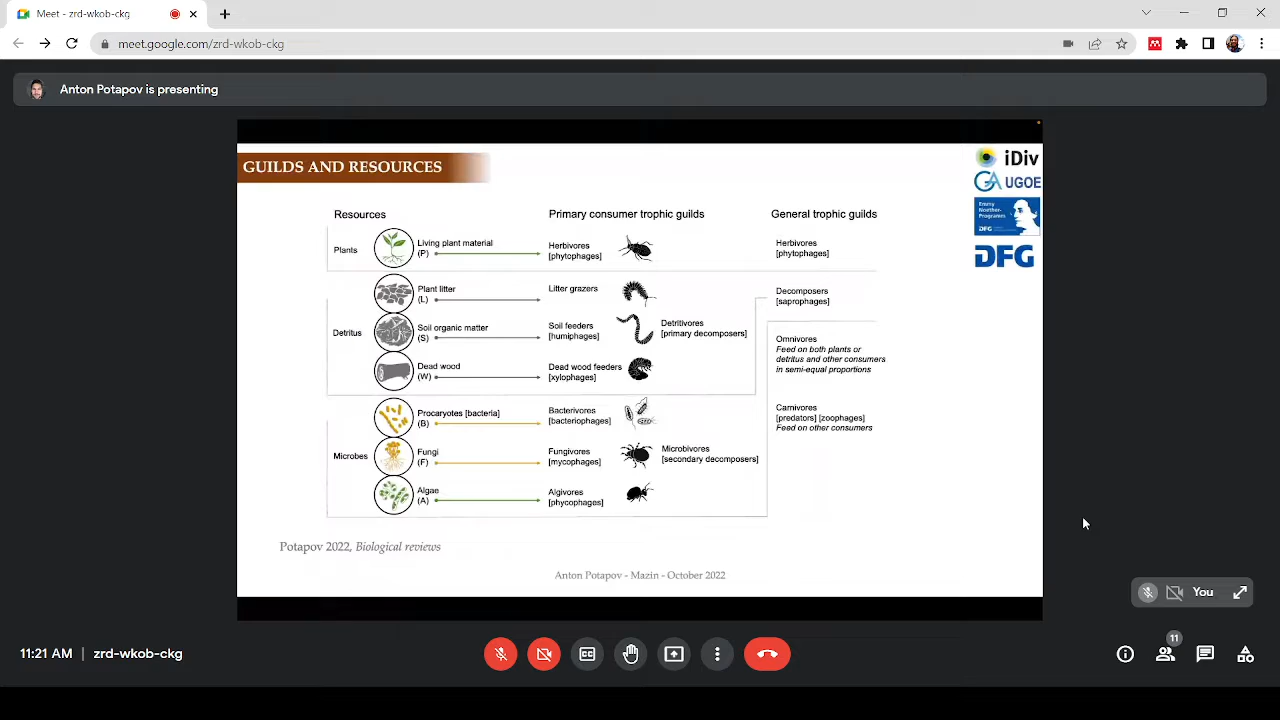 Meet - zrd-wkob-ckg
meet.google.com/zrd-wkob-ckg
Anton Potapov is presenting
GUILDS AND RESOURCES
iDiv
GA UGOE
Emmy
Noether-
Programm
DFG
DFG
Resources
Primary consumer trophic guilds
General trophic guilds
Plants
Living plant material
(P)
Herbivores
[phytophages]
Herbivores
[phytophages]
Detritus
Plant litter
(L)
Litter grazers
Soil organic matter
(S)
Soil feeders
[humiphages]
Dead wood
(W)
Dead wood feeders
[xylophages]
Detritivores
[primary decomposers]
Decomposers
[saprophages]
Omnivores
Feed on both plants or
detritus and other consumers
in semi-equal proportions
Carnivores
[predators] [zoophages]
Feed on other consumers
Microbes
Procaryotes [bacteria]
(B)
Bacterivores
[bacteriophages]
Fungi
(F)
Fungivores
[mycophages]
Algae
(A)
Algivores
[phycophages]
Microbivores
[secondary decomposers]
Potapov 2022, Biological reviews
Anton Potapov - Mazin - October 2022
You
11:21 AM | zrd-wkob-ckg
11